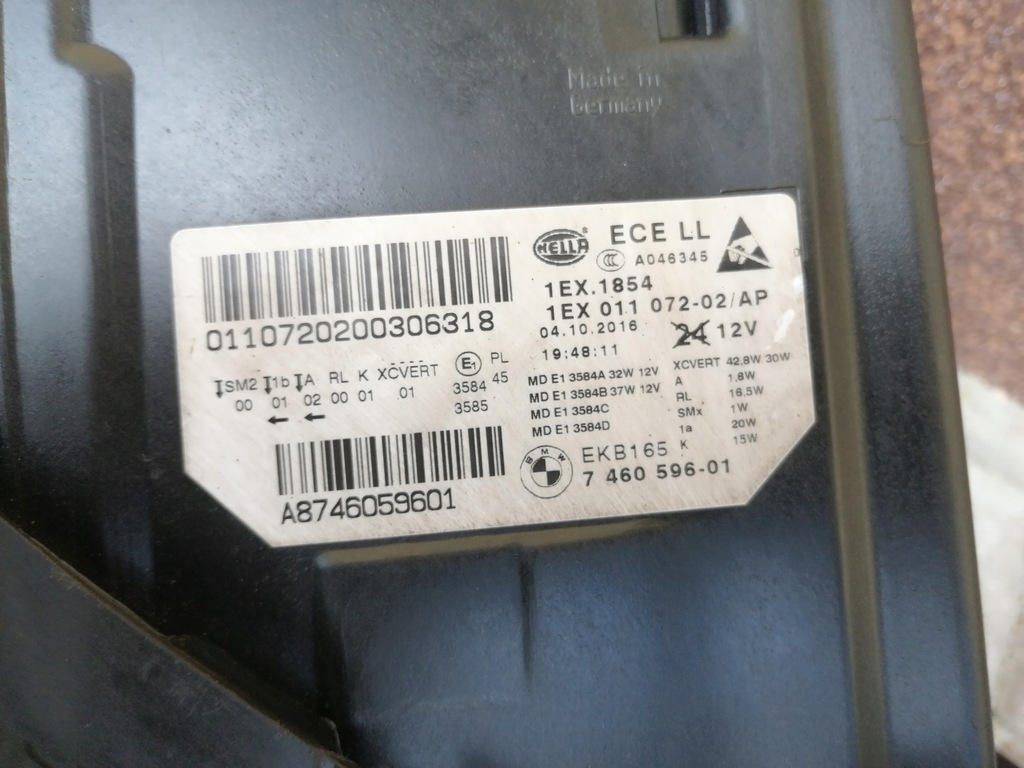 Made in
Germany
HELLA ECE LL
CCC A046345
1EX.1854
1EX 011 072-02/AP
04.10.2016 24 12V
19:48:11
0110720200306318
SM2 1b A RL K XCVERT E1 PL
00 01 02 00 01 01 3584 45
3585
MD E1 3584A 32W 12V
MD E1 3584B 37W 12V
MD E1 3584C
MD E1 3584D
XCVERT 42,8W 30W
A 1,8W
RL 16,5W
SMx 1W
1a 20W
K 15W
BMW EKB165
7 460 596-01
A8746059601